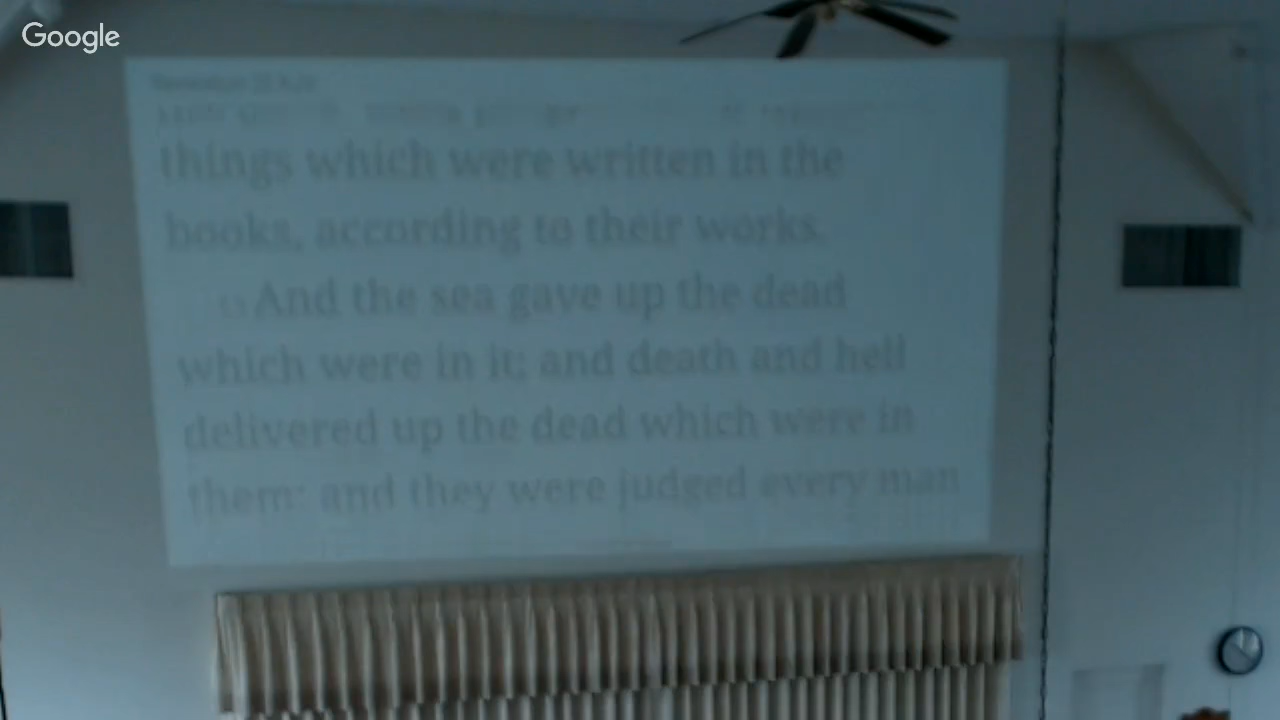 Google
things which were written in the
books, according to their works.
13 And the sea gave up the dead
which were in it; and death and hell
delivered up the dead which were in
them: and they were judged every man